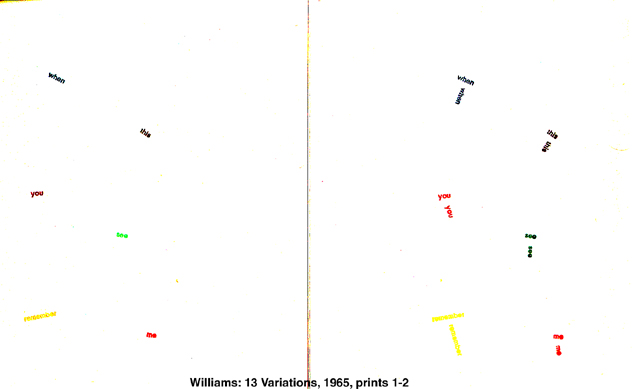 when
this
you
see
remember
me
when
when
this
this
you
you
see
see
remember
remember
me
me
Williams: 13 Variations, 1965, prints 1-2